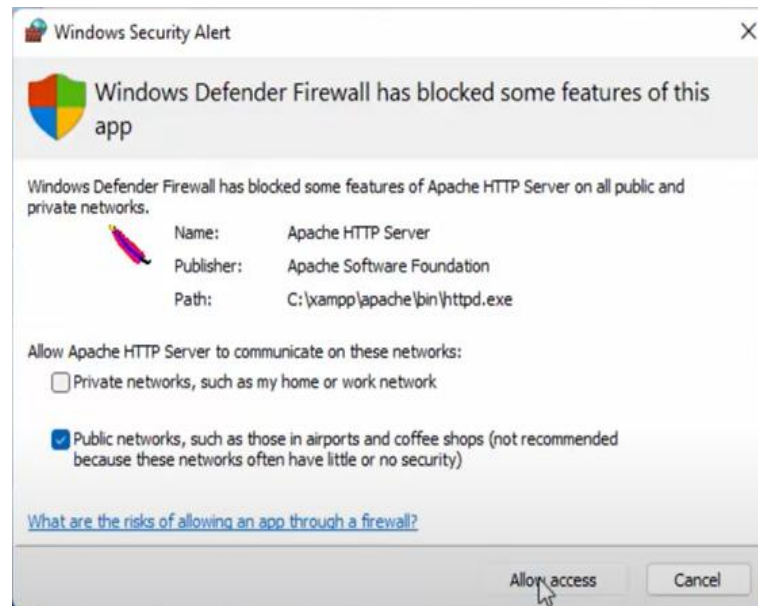 Windows Security Alert
Windows Defender Firewall has blocked some features of this
app
Windows Defender Firewall has blocked some features of Apache HTTP Server on all public and
private networks.
Name: Apache HTTP Server
Publisher: Apache Software Foundation
Path: C:\xampp\apache\bin\httpd.exe
Allow Apache HTTP Server to communicate on these networks:
Private networks, such as my home or work network
Public networks, such as those in airports and coffee shops (not recommended
because these networks often have little or no security)
What are the risks of allowing an app through a firewall?
Allow access Cancel